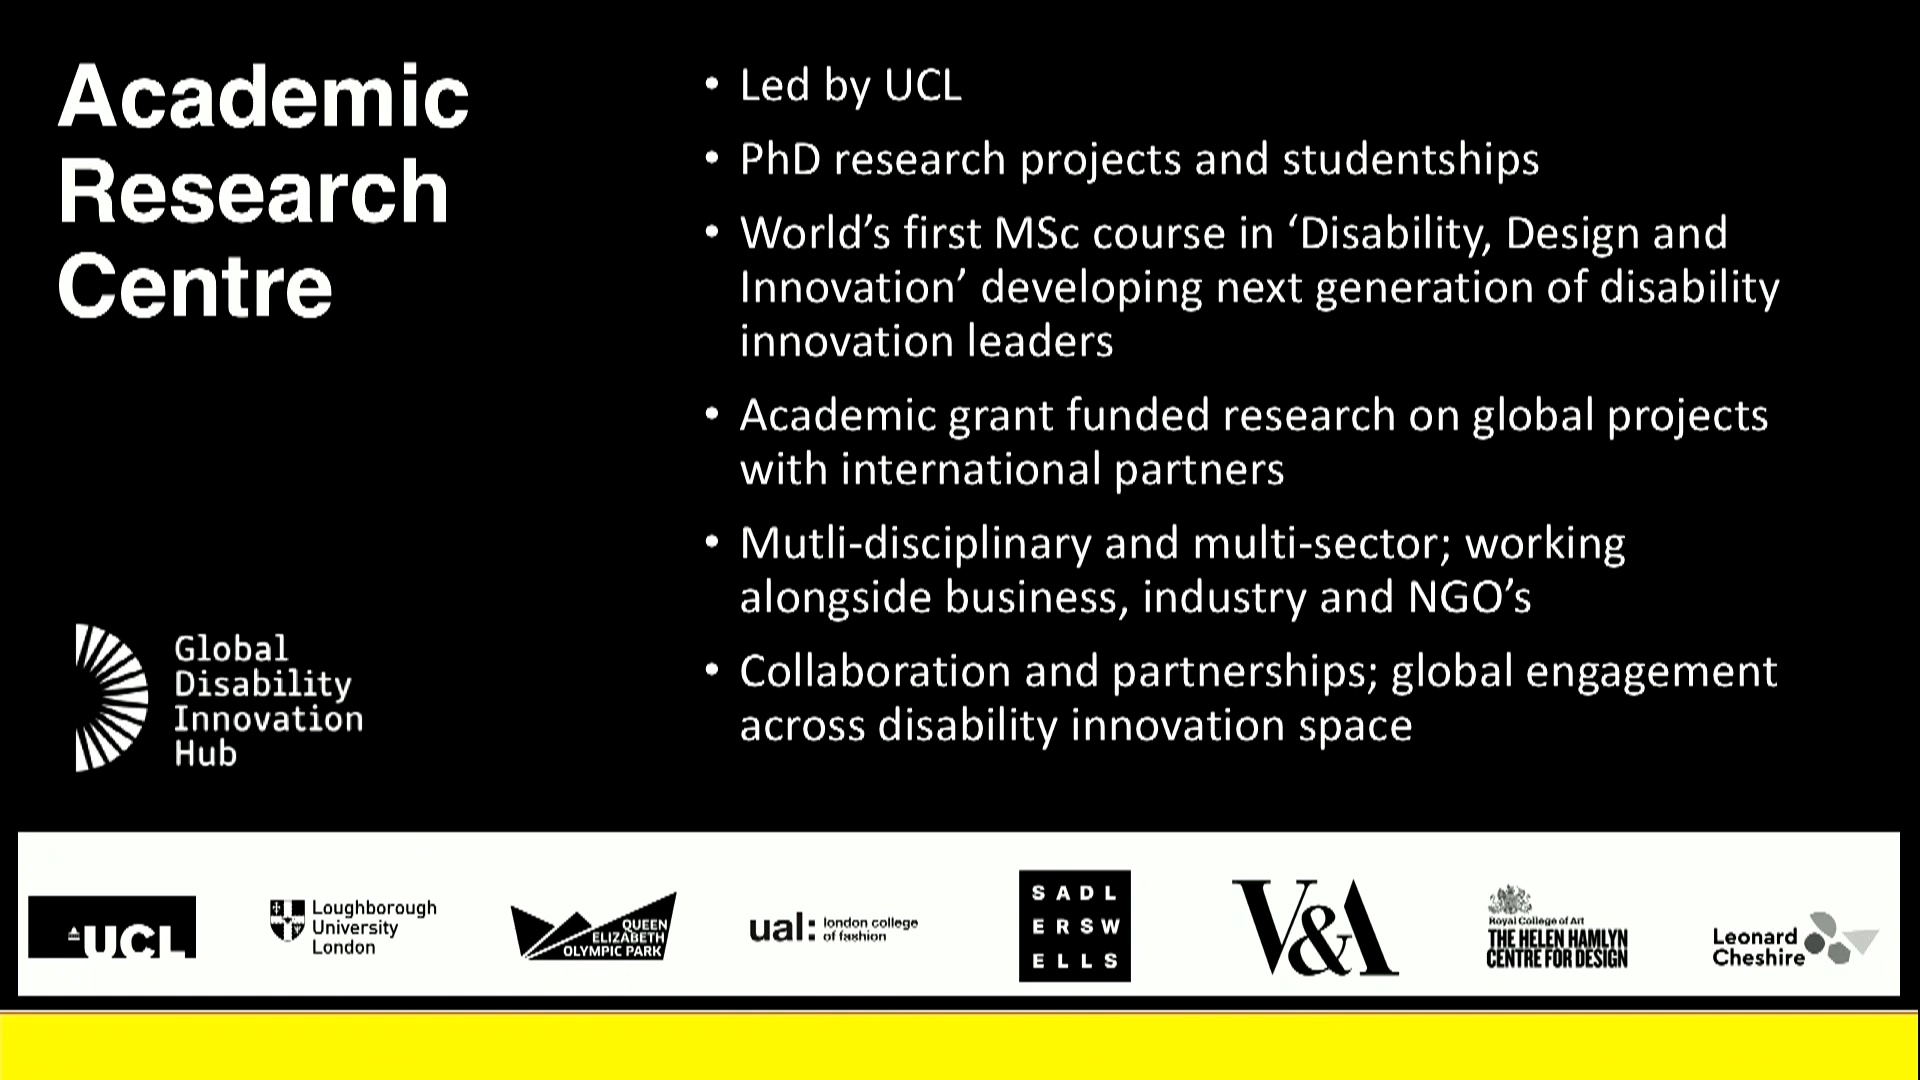 Academic
Research
Centre
• Led by UCL
• PhD research projects and studentships
• World’s first MSc course in ‘Disability, Design and
Innovation’ developing next generation of disability
innovation leaders
• Academic grant funded research on global projects
with international partners
• Mutli-disciplinary and multi-sector; working
alongside business, industry and NGO’s
• Collaboration and partnerships; global engagement
across disability innovation space
Global
Disability
Innovation
Hub
UCL
Loughborough
University
London
QUEEN
ELIZABETH
OLYMPIC PARK
ual: london college
of fashion
SADL
ERSW
ELLS
V&A
Royal College of Art
THE HELEN HAMLYN
CENTRE FOR DESIGN
Leonard
Cheshire